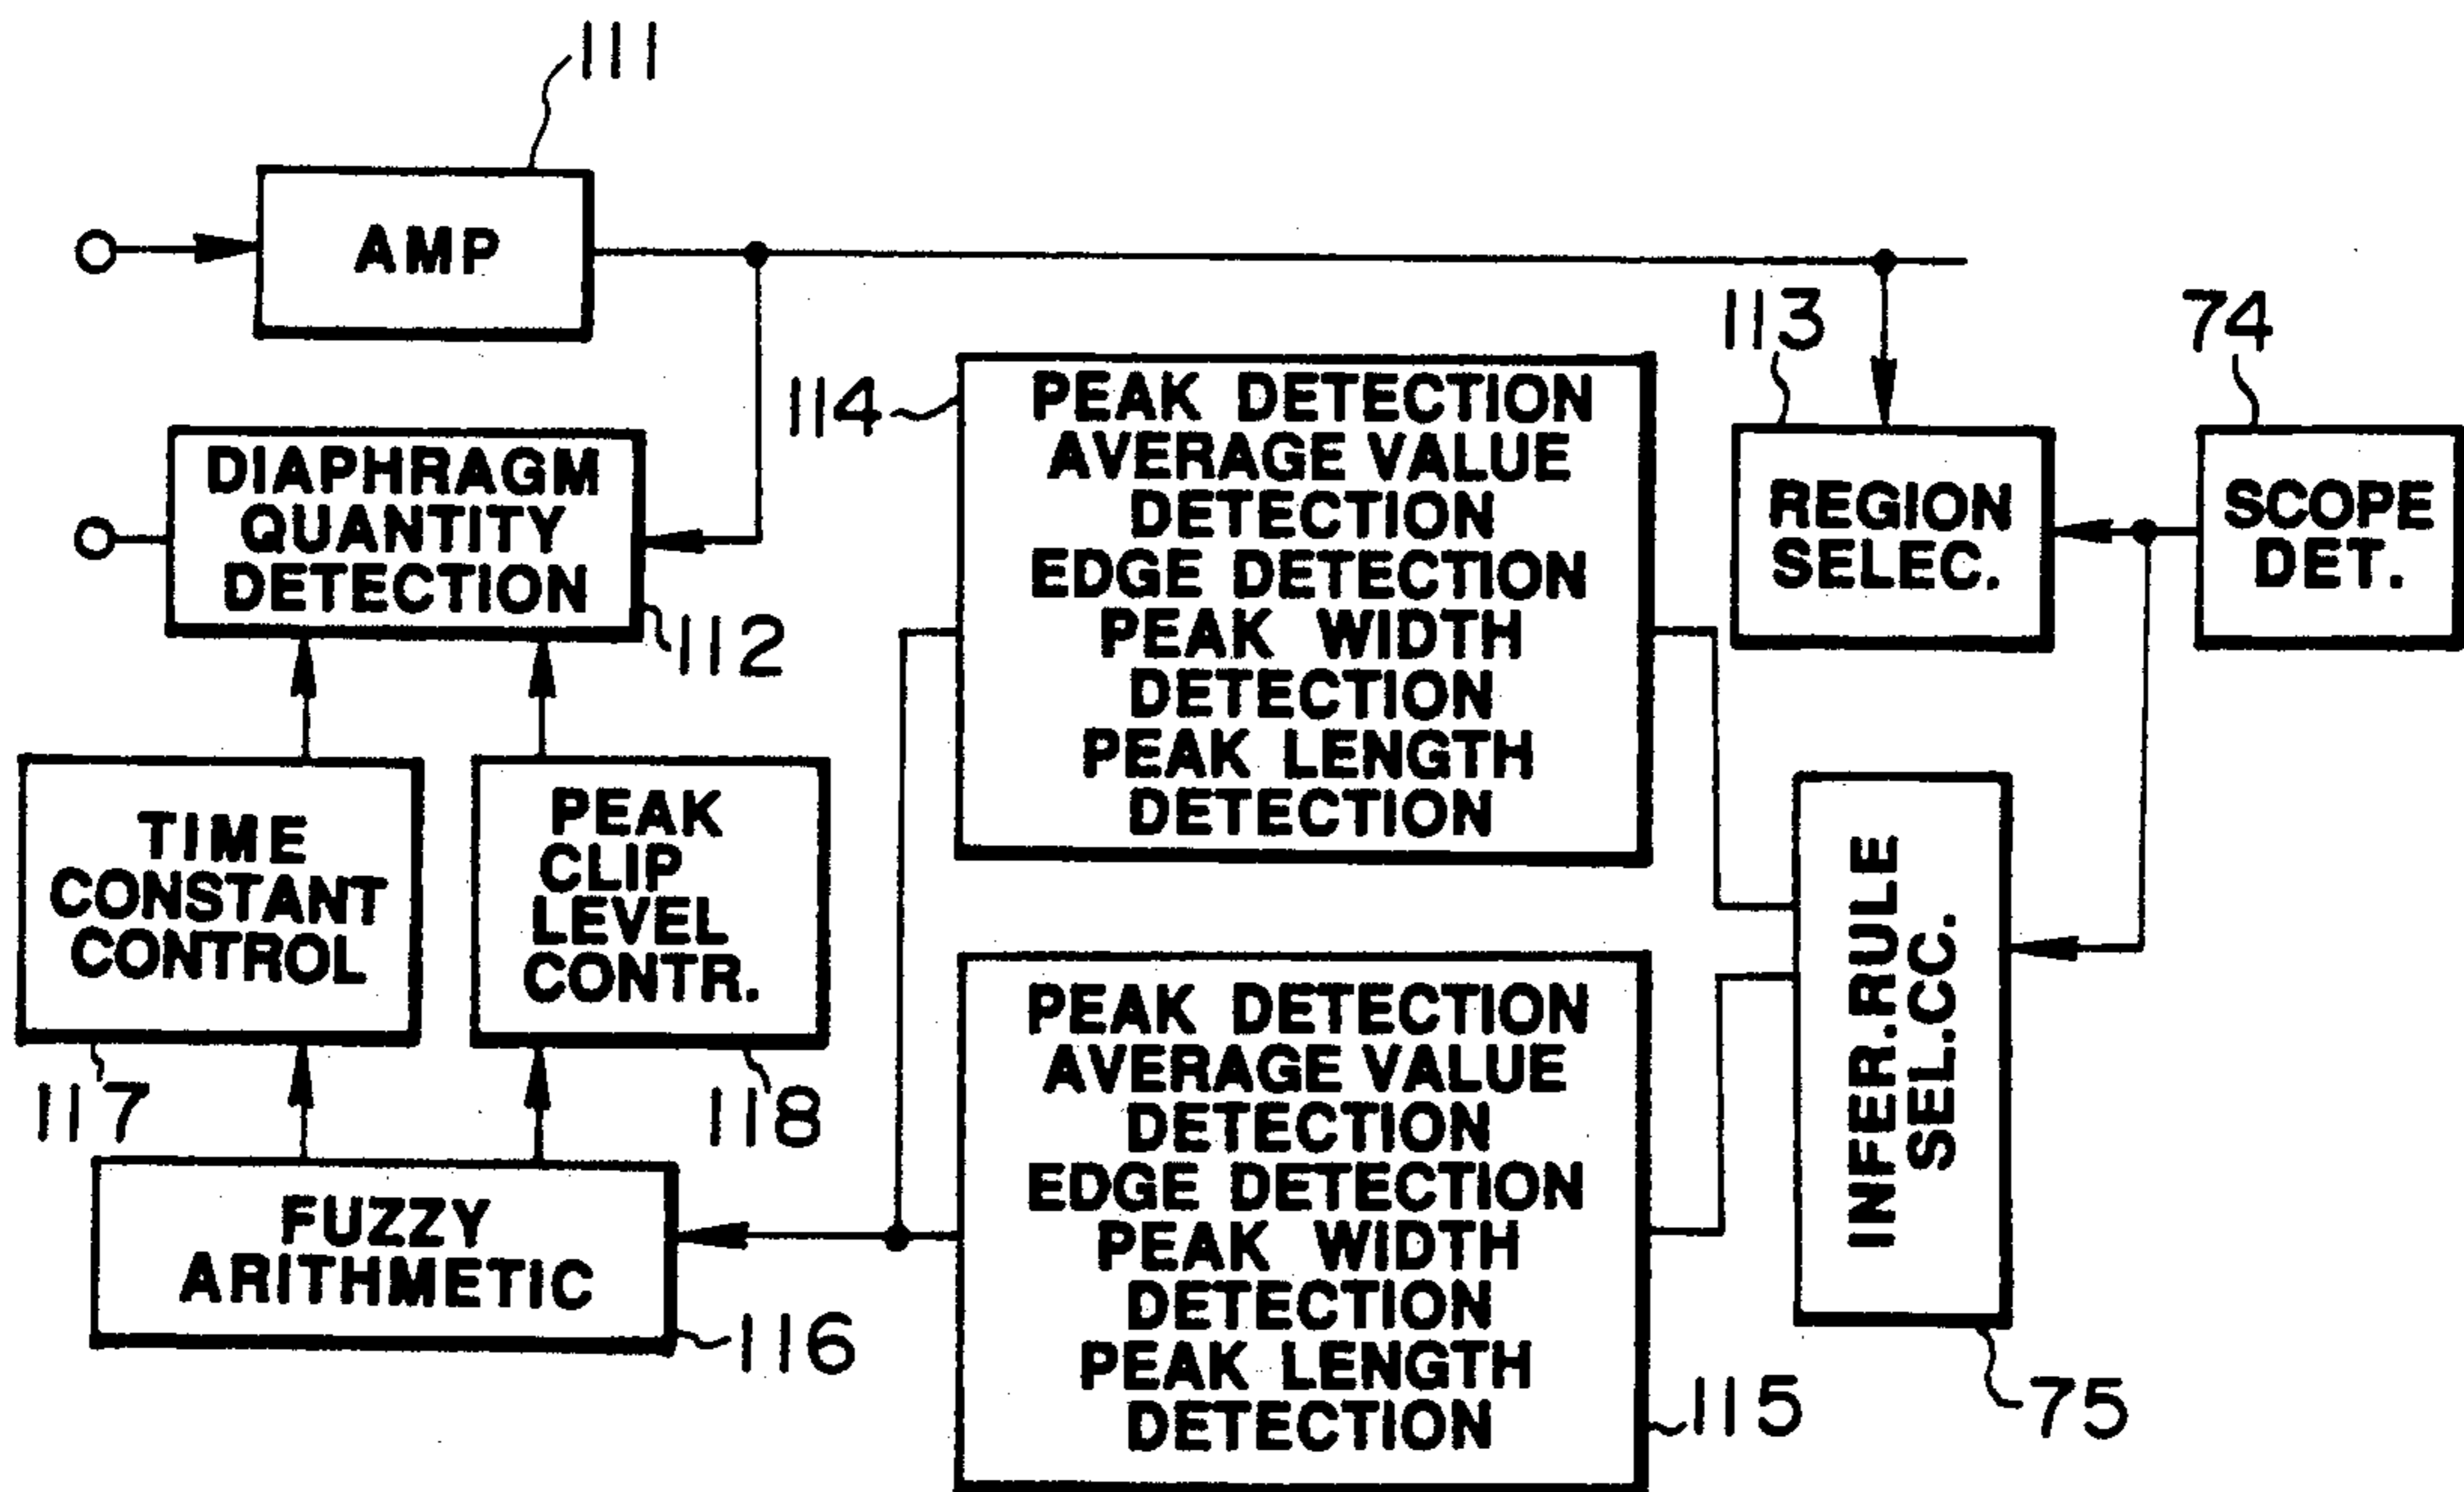 111
AMP
113
74
114
PEAK DETECTION
AVERAGE VALUE
DETECTION
EDGE DETECTION
PEAK WIDTH
DETECTION
PEAK LENGTH
DETECTION
DIAPHRAGM
QUANTITY
DETECTION
112
REGION
SELEC.
SCOPE
DET.
TIME
CONSTANT
CONTROL
117
PEAK
CLIP
LEVEL
CONTR.
118
INFER.RULE
SEL.CC.
75
PEAK DETECTION
AVERAGE VALUE
DETECTION
EDGE DETECTION
PEAK WIDTH
DETECTION
PEAK LENGTH
DETECTION
115
FUZZY
ARITHMETIC
116